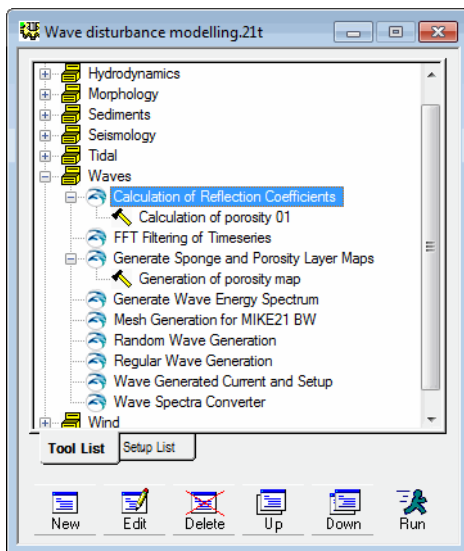 Wave disturbance modelling.21t
Hydrodynamics
Morphology
Sediments
Seismology
Tidal
Waves
Calculation of Reflection Coefficients
Calculation of porosity 01
FFT Filtering of Timeseries
Generate Sponge and Porosity Layer Maps
Generation of porosity map
Generate Wave Energy Spectrum
Mesh Generation for MIKE21 BW
Random Wave Generation
Regular Wave Generation
Wave Generated Current and Setup
Wave Spectra Converter
Wind
Tool List Setup List
New Edit Delete Up Down Run